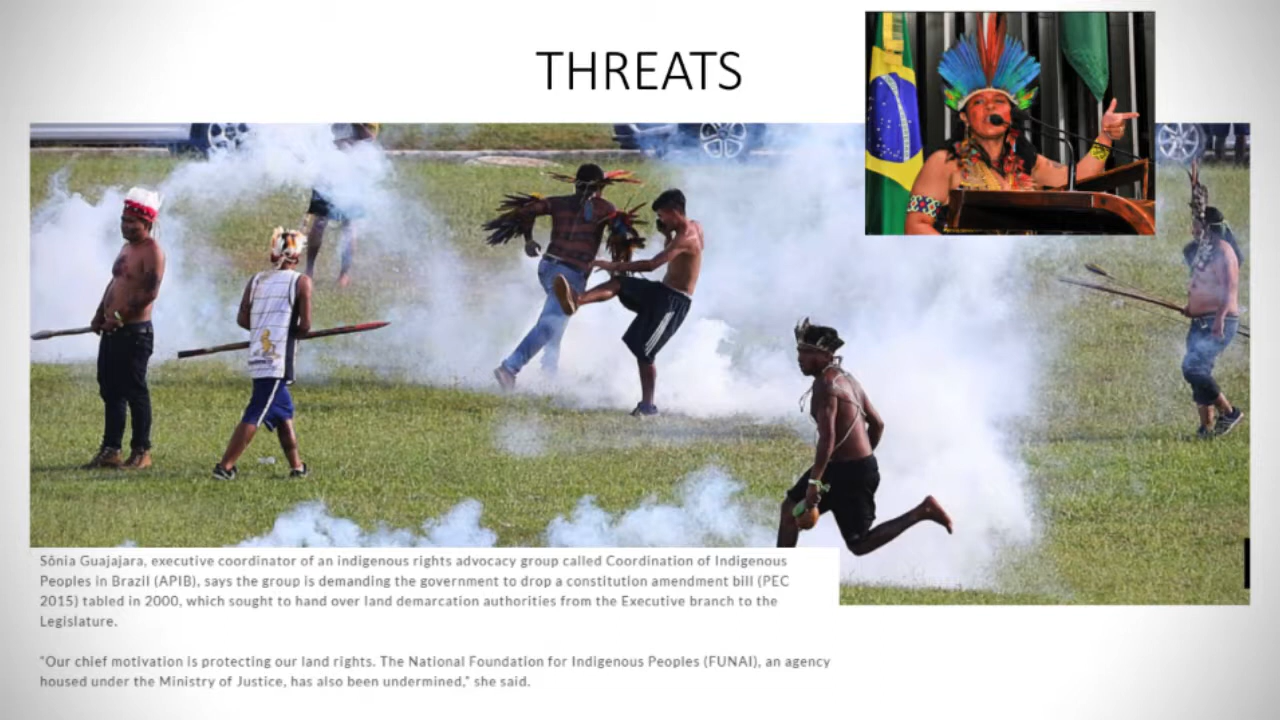 THREATS
Sônia Guajajara, executive coordinator of an indigenous rights advocacy group called Coordination of Indigenous
Peoples in Brazil (APIB), says the group is demanding the government to drop a constitution amendment bill (PEC
2015) tabled in 2000, which sought to hand over land demarcation authorities from the Executive branch to the
Legislature.
"Our chief motivation is protecting our land rights. The National Foundation for Indigenous Peoples (FUNAI), an agency
housed under the Ministry of Justice, has also been undermined," she said.